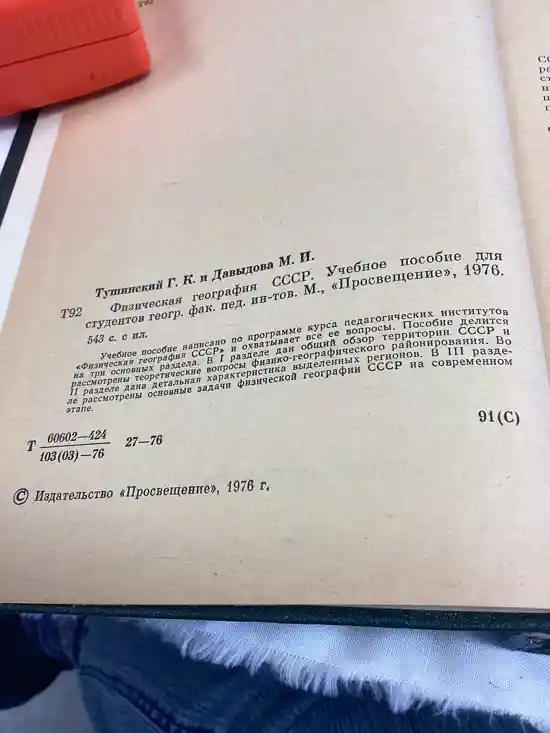 Тушинский Г. К. и Давыдова М. И.
Т92 Физическая география СССР. Учебное пособие для
студентов геогр. фак. пед. ин-тов. М., «Просвещение», 1976.
543 с. с ил.
Учебное пособие написано по программе курса педагогических институтов
«Физическая география СССР» и охватывает все ее вопросы. Пособие делится
на три основных раздела. В I разделе дан общий обзор территории СССР и
рассмотрены теоретические вопросы физико-географического районирования. Во
II разделе дана детальная характеристика выделенных регионов. В III разде-
ле рассмотрены основные задачи физической географии СССР на современном
этапе.
Т 60602—424
103(03)—76 27—76
91(С)
© Издательство «Просвещение», 1976 г.